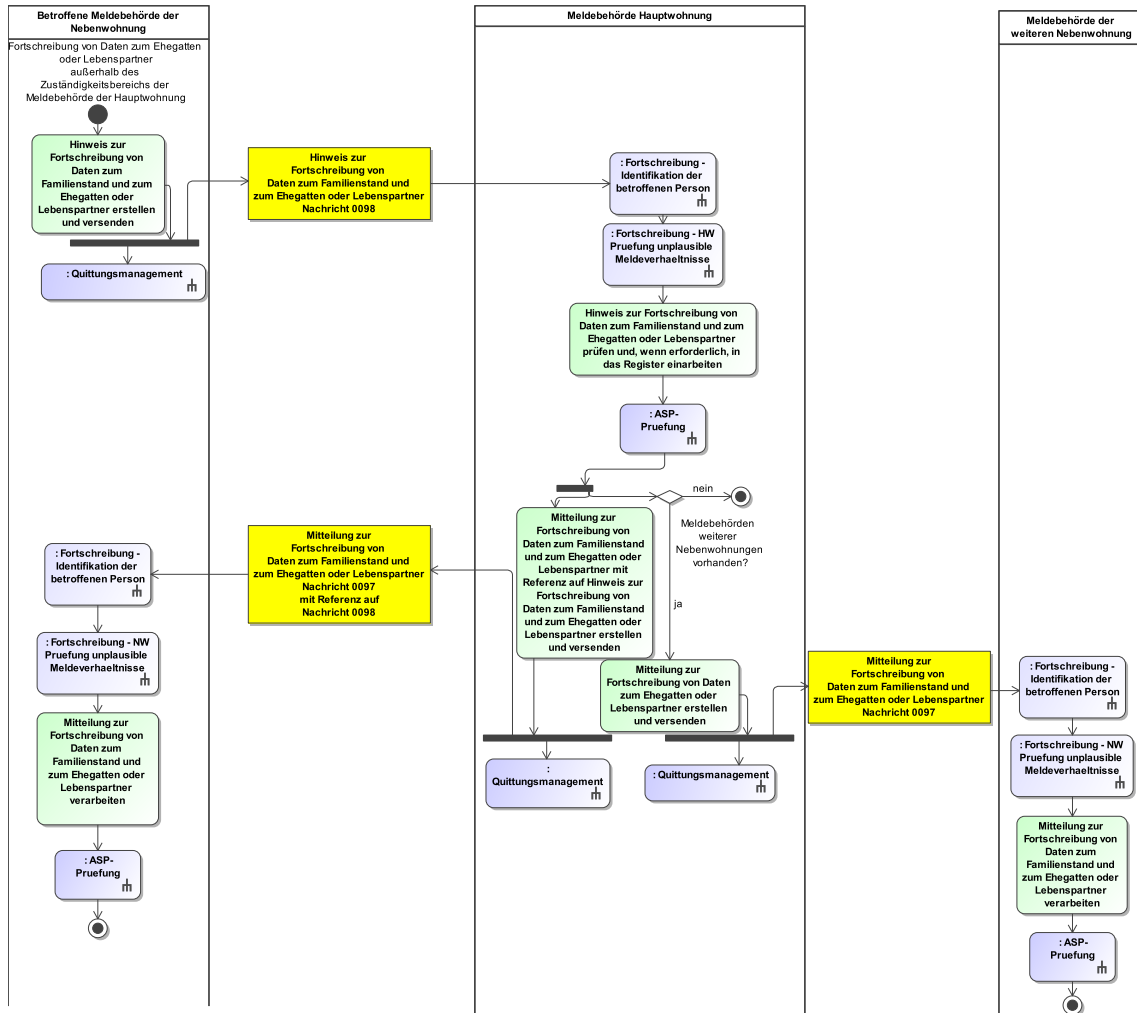 Betroffene Meldebehörde der
Nebenwohnung
Fortschreibung von Daten zum Ehegatten
oder Lebenspartner
außerhalb des
Zuständigkeitsbereichs der
Meldebehörde der Hauptwohnung
Hinweis zur
Fortschreibung von
Daten zum
Familienstand und zum
Ehegatten oder
Lebenspartner erstellen
und versenden
: Quittungsmanagement
Hinweis zur
Fortschreibung von
Daten zum Familienstand und
zum Ehegatten oder Lebenspartner
Nachricht 0098
Meldebehörde Hauptwohnung
: Fortschreibung -
Identifikation der
betroffenen Person
: Fortschreibung - HW
Pruefung unplausible
Meldeverhaeltnisse
Hinweis zur Fortschreibung von
Daten zum Familienstand und zum
Ehegatten oder Lebenspartner
prüfen und, wenn erforderlich, in
das Register einarbeiten
: ASP-
Pruefung
nein
Meldebehörden
weiterer
Nebenwohnungen
vorhanden?
ja
Mitteilung zur
Fortschreibung von
Daten zum Familienstand
und zum Ehegatten oder
Lebenspartner mit
Referenz auf Hinweis zur
Fortschreibung von
Daten zum Familienstand
und zum Ehegatten oder
Lebenspartner erstellen
und versenden
Mitteilung zur
Fortschreibung von Daten
zum Ehegatten oder
Lebenspartner erstellen
und versenden
:
Quittungsmanagement
: Quittungsmanagement
Mitteilung zur
Fortschreibung von
Daten zum Familienstand und
zum Ehegatten oder Lebenspartner
Nachricht 0097
mit Referenz auf
Nachricht 0098
: Fortschreibung -
Identifikation der
betroffenen Person
: Fortschreibung - NW
Pruefung unplausible
Meldeverhaeltnisse
Mitteilung zur
Fortschreibung von
Daten zum
Familienstand und
zum Ehegatten oder
Lebenspartner
verarbeiten
: ASP-
Pruefung
Mitteilung zur
Fortschreibung von
Daten zum Familienstand und
zum Ehegatten oder Lebenspartner
Nachricht 0097
Meldebehörde der
weiteren Nebenwohnung
: Fortschreibung -
Identifikation der
betroffenen Person
: Fortschreibung - NW
Pruefung unplausible
Meldeverhaeltnisse
Mitteilung zur
Fortschreibung von
Daten zum
Familienstand und
zum Ehegatten oder
Lebenspartner
verarbeiten
: ASP-
Pruefung